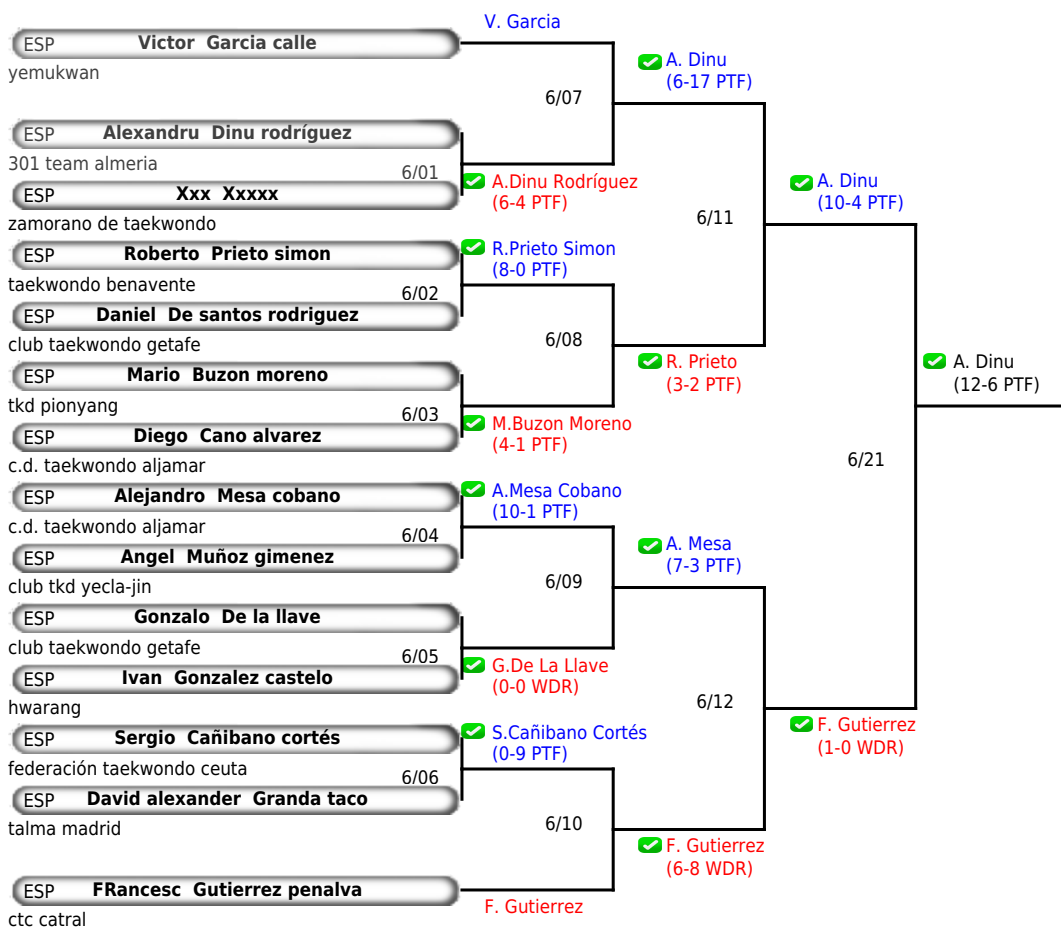 V. Garcia
ESP Victor Garcia calle
yemukwan
A. Dinu
(6-17 PTF)
6/07
ESP Alexandru Dinu rodríguez
301 team almeria
6/01
A.Dinu Rodríguez
(6-4 PTF)
A. Dinu
(10-4 PTF)
ESP Xxx Xxxxx
zamorano de taekwondo
6/11
ESP Roberto Prieto simon
R.Prieto Simon
(8-0 PTF)
taekwondo benavente
6/02
ESP Daniel De santos rodriguez
club taekwondo getafe
6/08
ESP Mario Buzon moreno
R. Prieto
(3-2 PTF)
A. Dinu
(12-6 PTF)
tkd pionyang
6/03
M.Buzon Moreno
(4-1 PTF)
ESP Diego Cano alvarez
c.d. taekwondo aljamar
6/21
ESP Alejandro Mesa cobano
A.Mesa Cobano
(10-1 PTF)
c.d. taekwondo aljamar
6/04
ESP Angel Muñoz gimenez
A. Mesa
(7-3 PTF)
club tkd yecla-jin
6/09
ESP Gonzalo De la llave
club taekwondo getafe
6/05
G.De La Llave
(0-0 WDR)
ESP Ivan Gonzalez castelo
hwarang
6/12
ESP Sergio Cañibano cortés
S.Cañibano Cortés
(0-9 PTF)
F. Gutierrez
(1-0 WDR)
federación taekwondo ceuta
6/06
ESP David alexander Granda taco
talma madrid
6/10
F. Gutierrez
(6-8 WDR)
ESP FRancesc Gutierrez penalva
F. Gutierrez
ctc catral